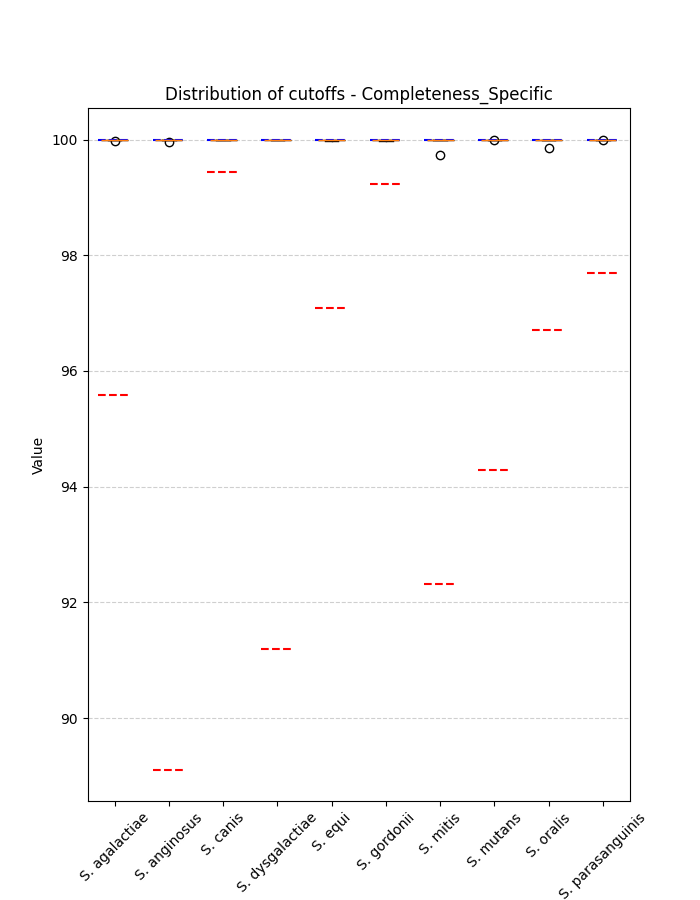 Distribution of cutoffs - Completeness_Specific
100
98
96
94
92
90
Value
S. agalactiae
S. anginosus
S. canis
S. dysgalactiae
S. equi
S. gordonii
S. mitis
S. mutans
S. oralis
S. parasanguinis